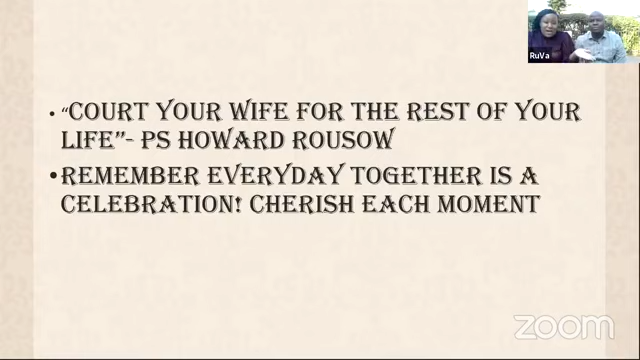 RuVa
• “COURT YOUR WIFE FOR THE REST OF YOUR
LIFE”- PS HOWARD ROUSOW
•REMEMBER EVERYDAY TOGETHER IS A
CELEBRATION! CHERISH EACH MOMENT
zoom